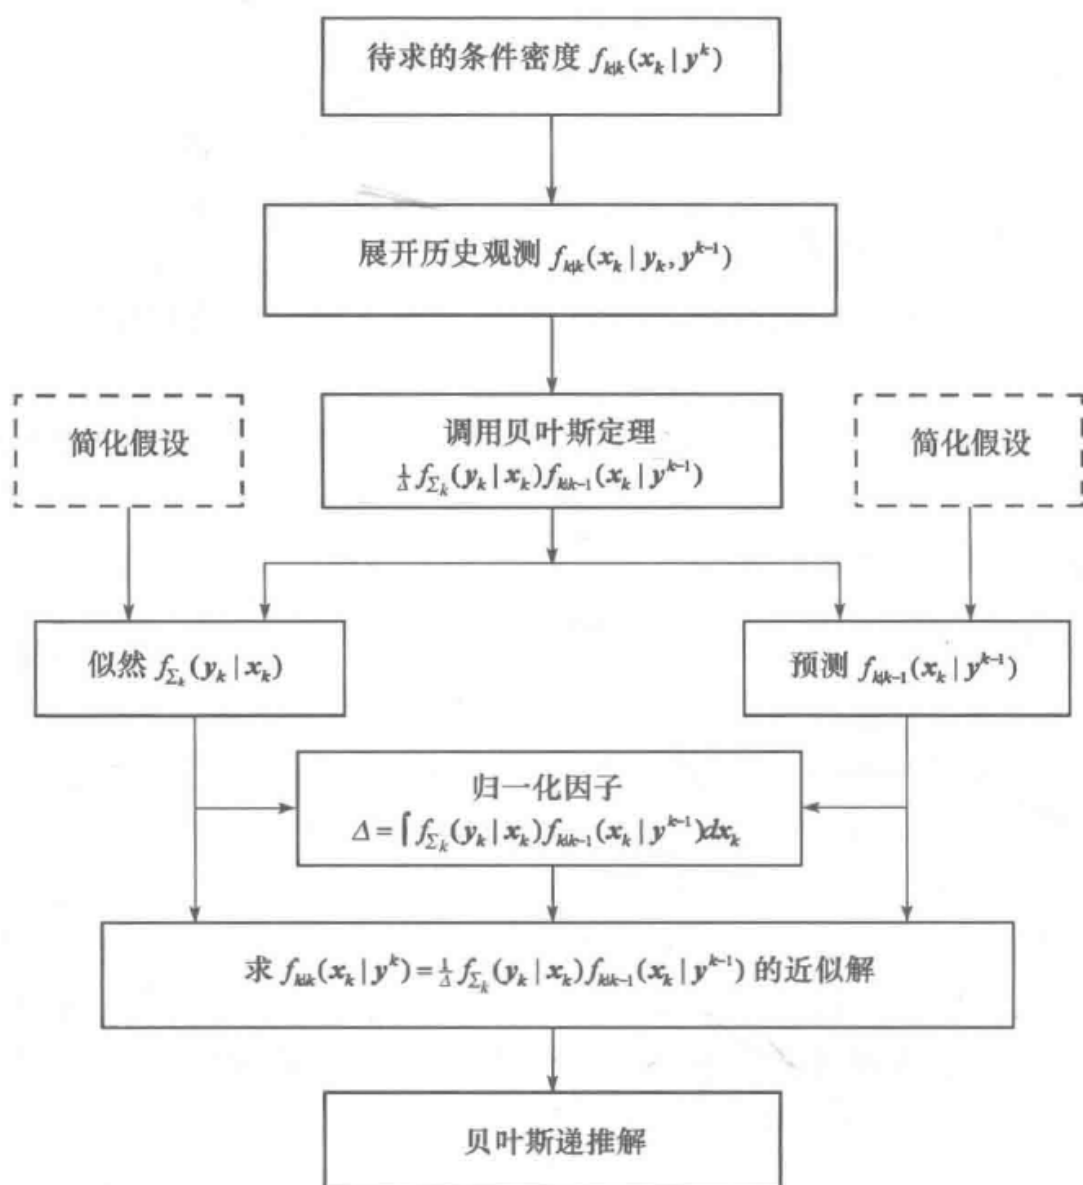 待求的条件密度 f_{k|k}(x_k | y^k)
展开历史观测 f_{k|k}(x_k | y_k, y^{k-1})
简化假设
调用贝叶斯定理
\frac{1}{Δ} f_{Σ_k}(y_k | x_k) f_{k|k-1}(x_k | y^{k-1})
简化假设
似然 f_{Σ_k}(y_k | x_k)
预测 f_{k|k-1}(x_k | y^{k-1})
归一化因子
Δ = ∫ f_{Σ_k}(y_k | x_k) f_{k|k-1}(x_k | y^{k-1}) dx_k
求 f_{k|k}(x_k | y^k) = \frac{1}{Δ} f_{Σ_k}(y_k | x_k) f_{k|k-1}(x_k | y^{k-1}) 的近似解
贝叶斯递推解